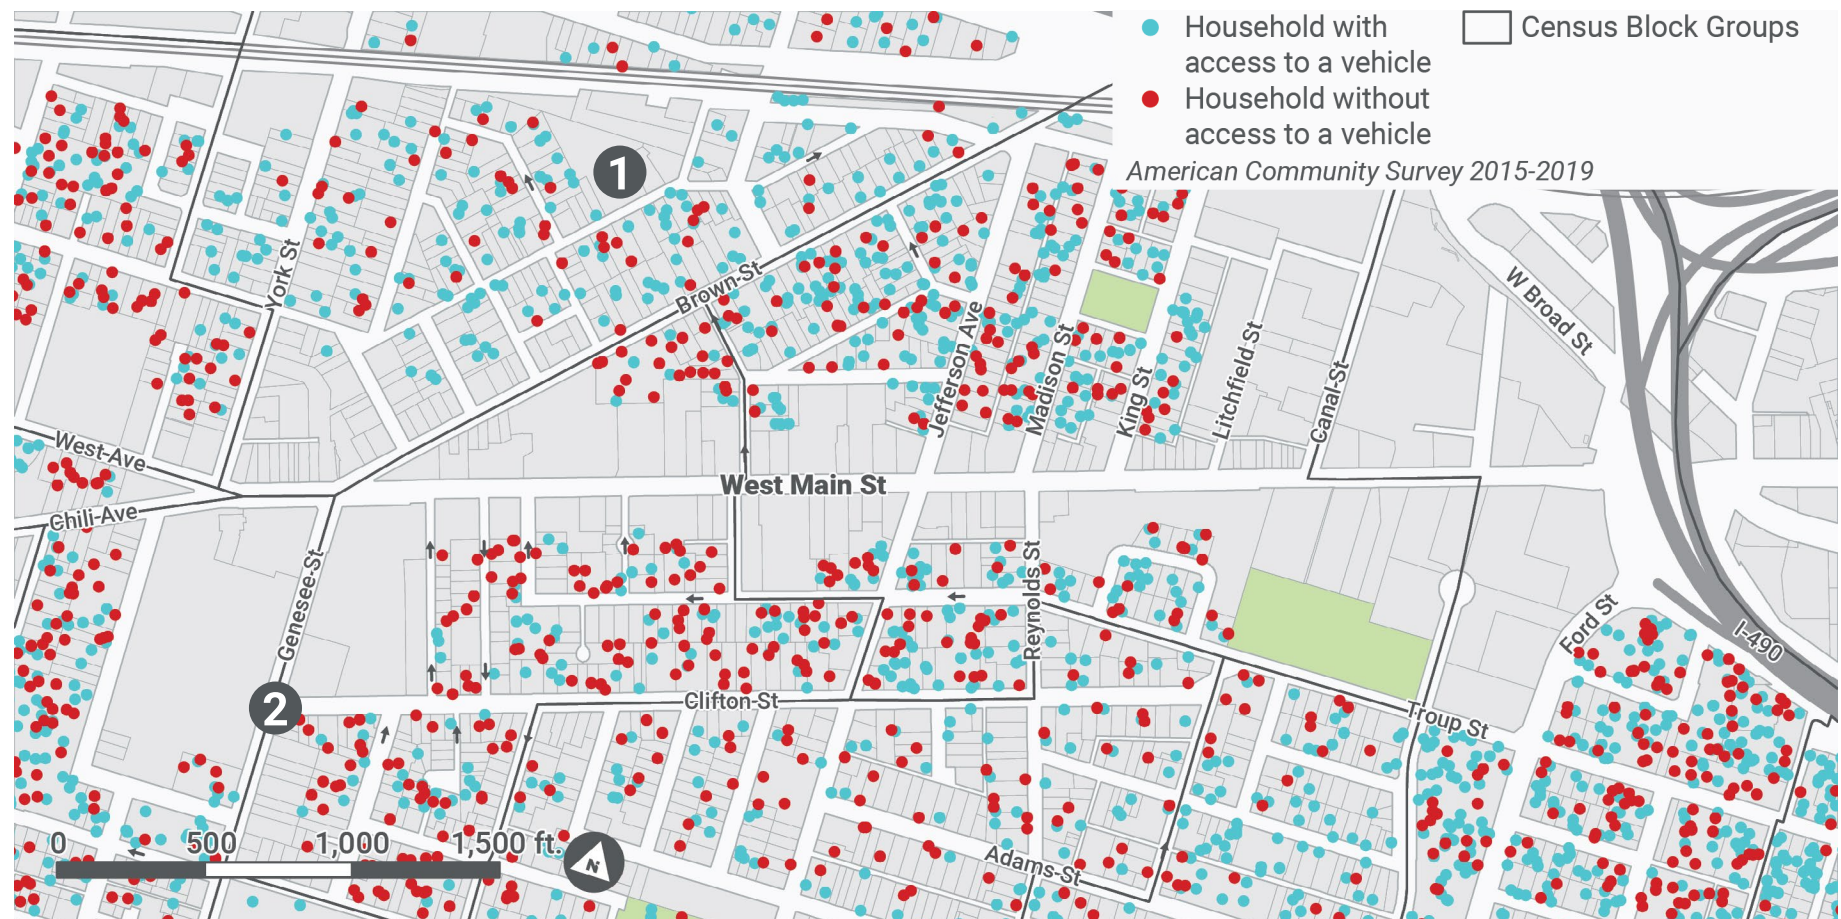 Household with
access to a vehicle
Census Block Groups
Household without
access to a vehicle
American Community Survey 2015-2019
1
York St
Brown St
W Broad St
Jefferson Ave
Madison St
King St
Litchfield St
Canal St
West Ave
West Main St
Chili-Ave
Genesee St
Reynolds St
Ford St
I-490
2
Clifton St
Troup St
0 500 1,000 1,500 ft.
N
Adams St